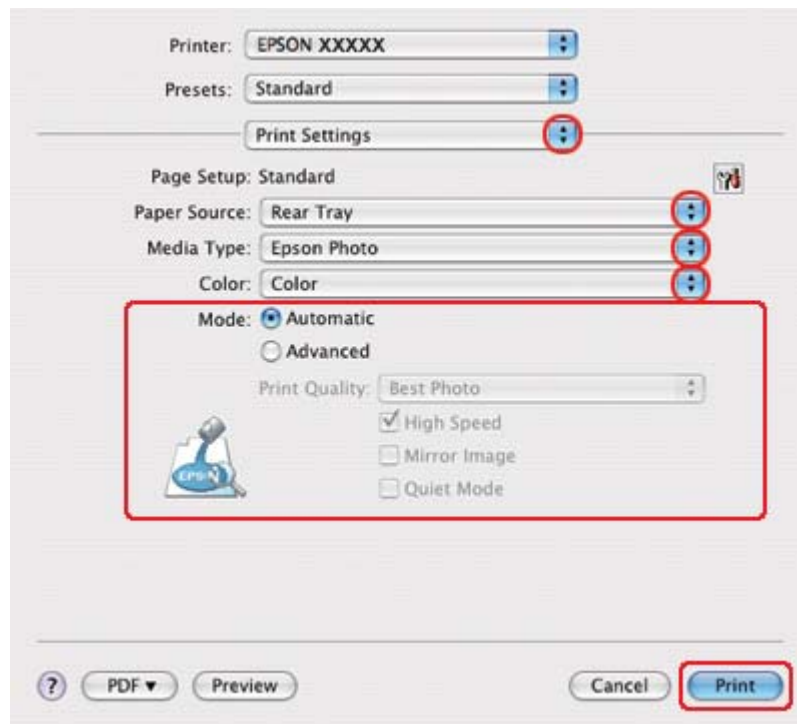 Printer: EPSON XXXXX
Presets: Standard
Print Settings
Page Setup: Standard
Paper Source: Rear Tray
Media Type: Epson Photo
Color: Color
Mode: Automatic
Advanced
Print Quality: Best Photo
High Speed
Mirror Image
Quiet Mode
EPSON
? PDF▼ Preview Cancel Print